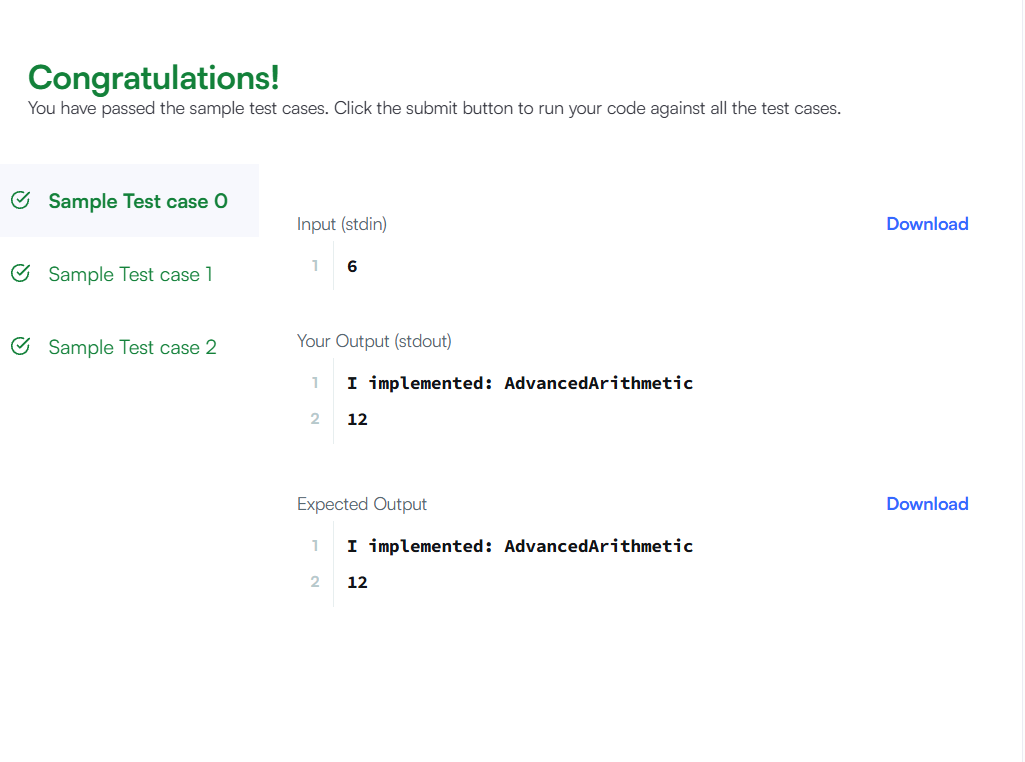 Congratulations!
You have passed the sample test cases. Click the submit button to run your code against all the test cases.
Sample Test case 0
Sample Test case 1
Sample Test case 2
Input (stdin)
Download
1 6
Your Output (stdout)
1 I implemented: AdvancedArithmetic
2 12
Expected Output
Download
1 I implemented: AdvancedArithmetic
2 12